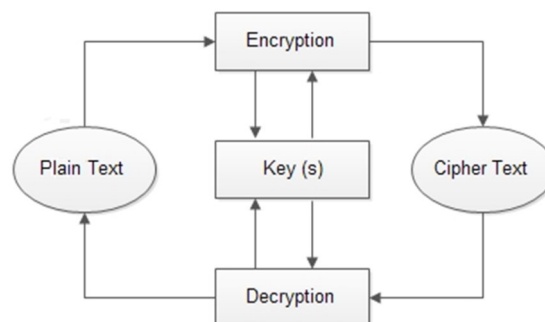 Encryption
Plain Text
Key (s)
Cipher Text
Decryption